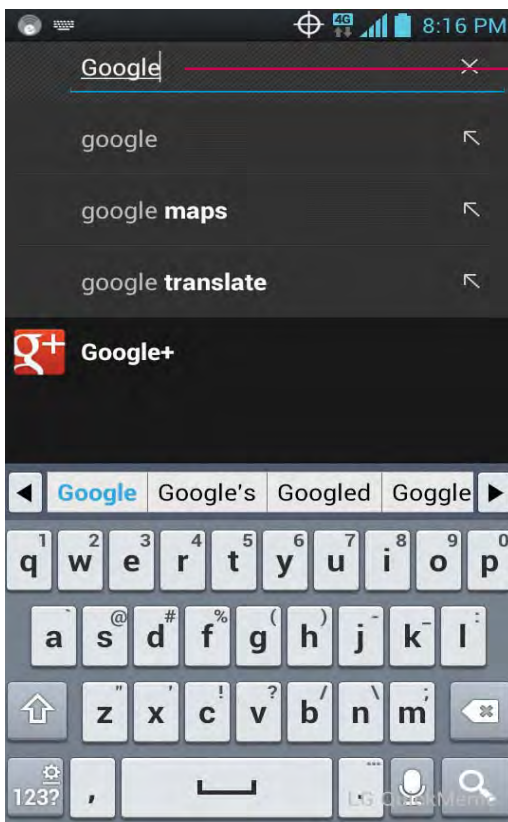 4G 8:16 PM
Google
google
google maps
google translate
g+ Google+
Google Google's Googled Goggle
1 2 3 4 5 6 7 8 9 0
q w e r t y u i o p
` @ # % ( ) - _ :
a s d f g h j k l
" ' ! ? / \ ;
z x c v b n m
123? , ... .
LG QuickMemo